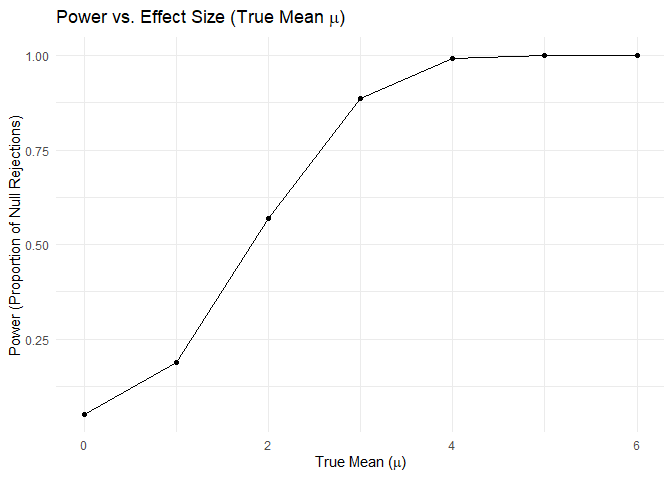 Power vs. Effect Size (True Mean μ)
Power (Proportion of Null Rejections)
1.00
0.75
0.50
0.25
0
2
4
6
True Mean (μ)